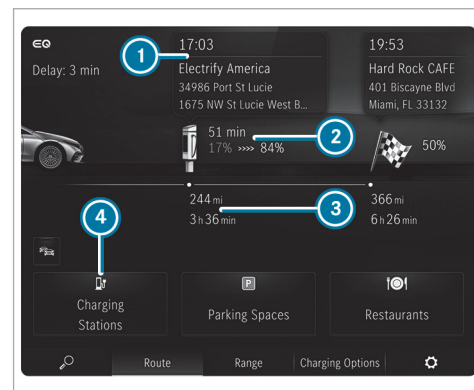 EQ
Delay: 3 min
1
17:03
Electrify America
34986 Port St Lucie
1675 NW St Lucie West B...
19:53
Hard Rock CAFE
401 Biscayne Blvd
Miami, FL 33132
51 min
17% »»» 84%
2
50%
244 mi
3 h 36 min
3
366 mi
6 h 26 min
4
Charging
Stations
P
Parking Spaces
Restaurants
Route
Range
Charging Options